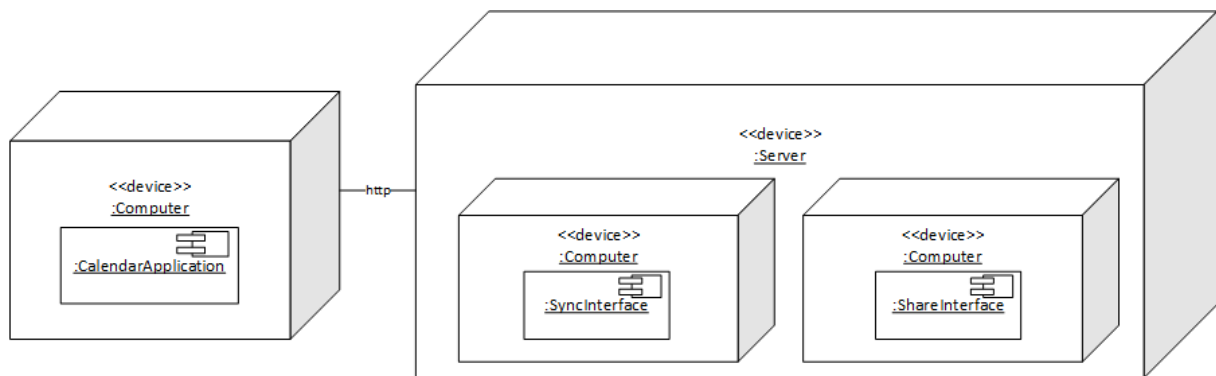 <<device>>
:Computer
:CalendarApplication
http
<<device>>
:Server
<<device>>
:Computer
:SyncInterface
<<device>>
:Computer
:ShareInterface